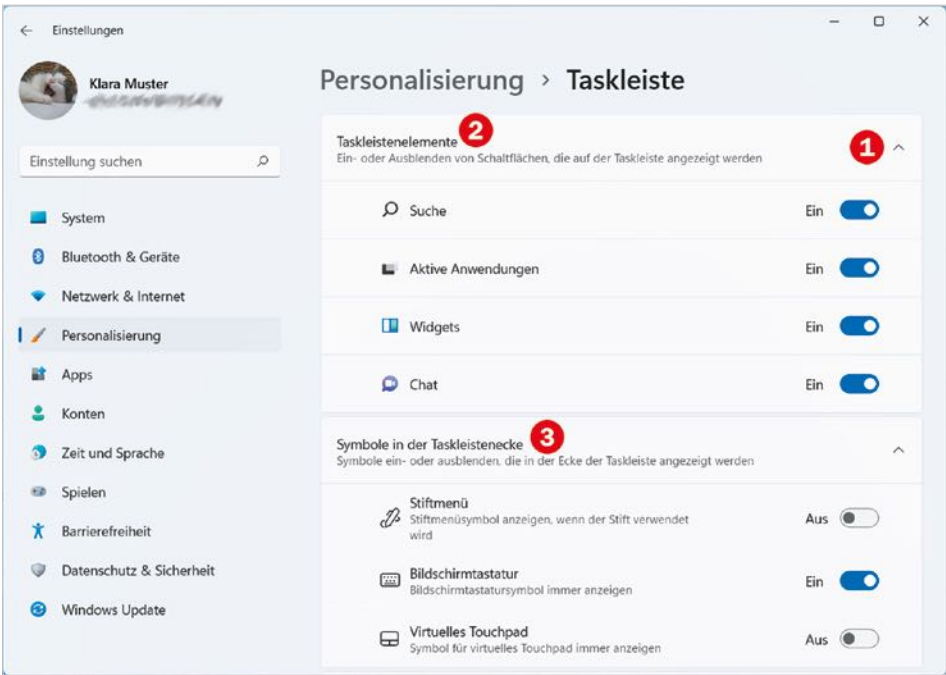 Einstellungen
Klara Muster
Einstellung suchen
System
Bluetooth & Geräte
Netzwerk & Internet
Personalisierung
Apps
Konten
Zeit und Sprache
Spielen
Barrierefreiheit
Datenschutz & Sicherheit
Windows Update
Personalisierung > Taskleiste
Taskleistenelemente 2
Ein- oder Ausblenden von Schaltflächen, die auf der Taskleiste angezeigt werden 1
Suche Ein
Aktive Anwendungen Ein
Widgets Ein
Chat Ein
Symbole in der Taskleistenecke 3
Symbole ein- oder ausblenden, die in der Ecke der Taskleiste angezeigt werden
Stiftmenü
Stiftmenüsymbol anzeigen, wenn der Stift verwendet Aus
wird
Bildschirmtastatur Ein
Bildschirmtastatursymbol immer anzeigen
Virtuelles Touchpad Aus
Symbol für virtuelles Touchpad immer anzeigen